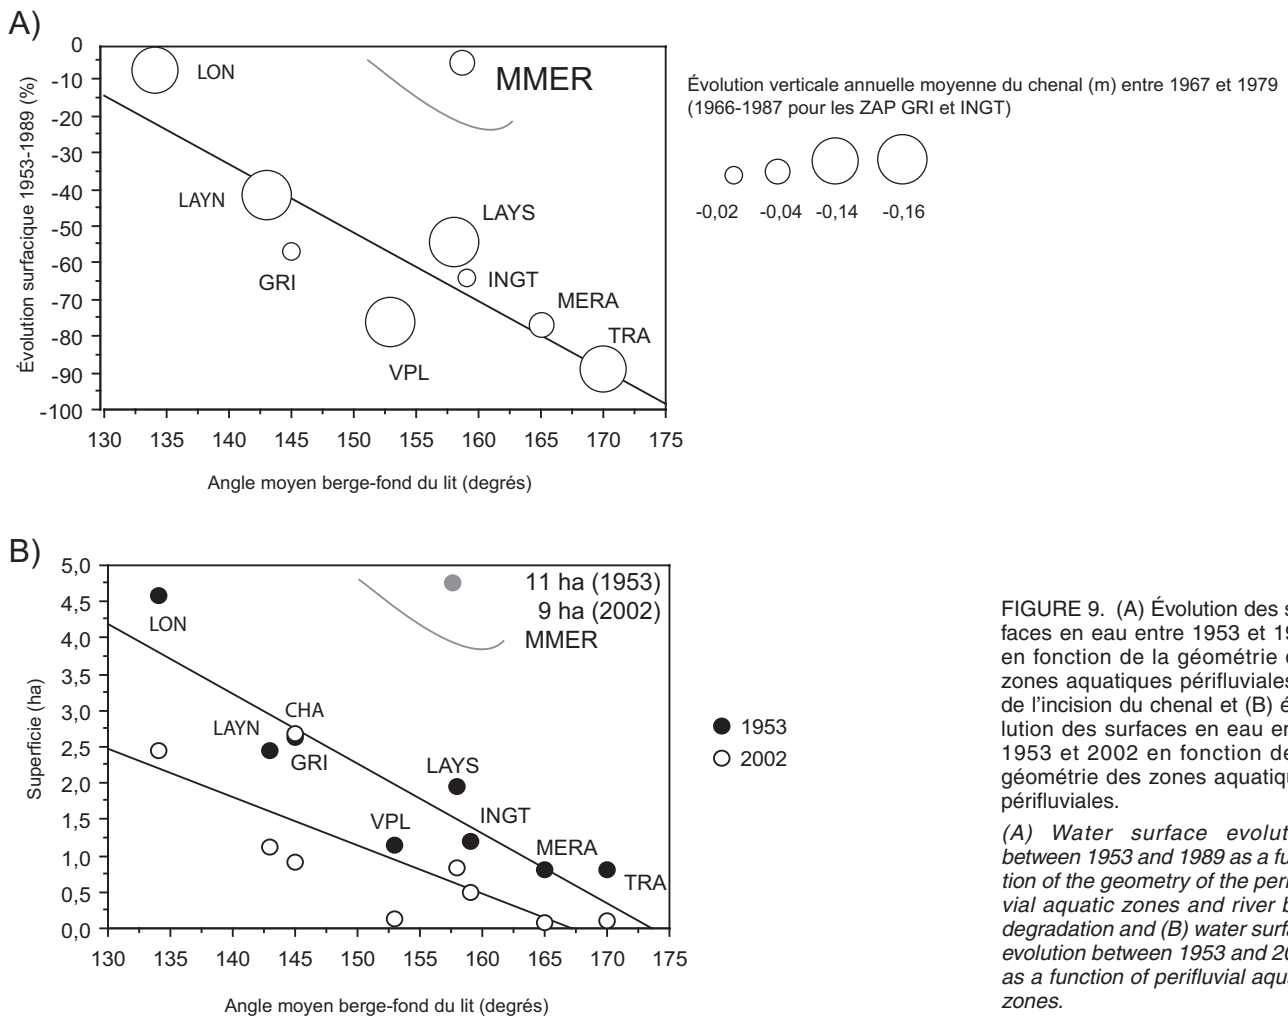 A)
0
-10
-20
-30
-40
-50
-60
-70
-80
-90
-100
Évolution surfacique 1953-1989 (%)
LON
MMER
LAYN
LAYS
GRI
INGT
MERA
TRA
VPL
130 135 140 145 150 155 160 165 170 175
Angle moyen berge-fond du lit (degrés)
Évolution verticale annuelle moyenne du chenal (m) entre 1967 et 1979
(1966-1987 pour les ZAP GRI et INGT)
-0,02 -0,04 -0,14 -0,16
B)
5,0
4,5
4,0
3,5
3,0
2,5
2,0
1,5
1,0
0,5
0,0
Superficie (ha)
11 ha (1953)
9 ha (2002)
MMER
LON
CHA
LAYN
GRI
LAYS
VPL
INGT
MERA
TRA
130 135 140 145 150 155 160 165 170 175
Angle moyen berge-fond du lit (degrés)
1953
2002
FIGURE 9. (A) Évolution des s
faces en eau entre 1953 et 19
en fonction de la géométrie
zones aquatiques périfluviales
de l'incision du chenal et (B) é
lution des surfaces en eau en
1953 et 2002 en fonction de
géométrie des zones aquatiq
périfluviales.
(A) Water surface evolut
between 1953 and 1989 as a fu
tion of the geometry of the peri
vial aquatic zones and river b
degradation and (B) water surfa
evolution between 1953 and 20
as a function of perifluvial aqua
zones.